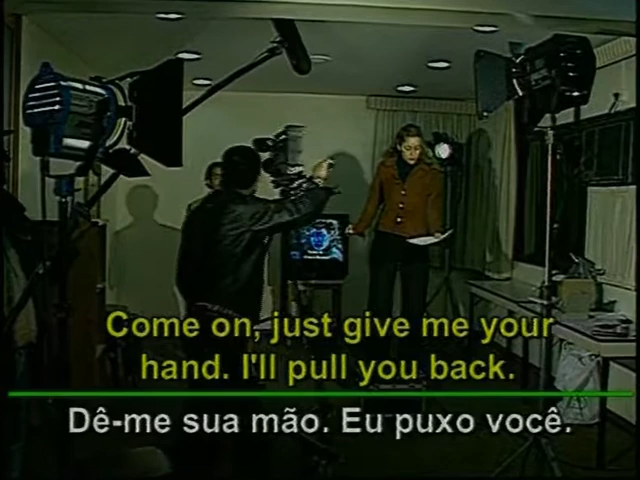 Come on, just give me your
hand. I'll pull you back.
Dê-me sua mão. Eu puxo você.